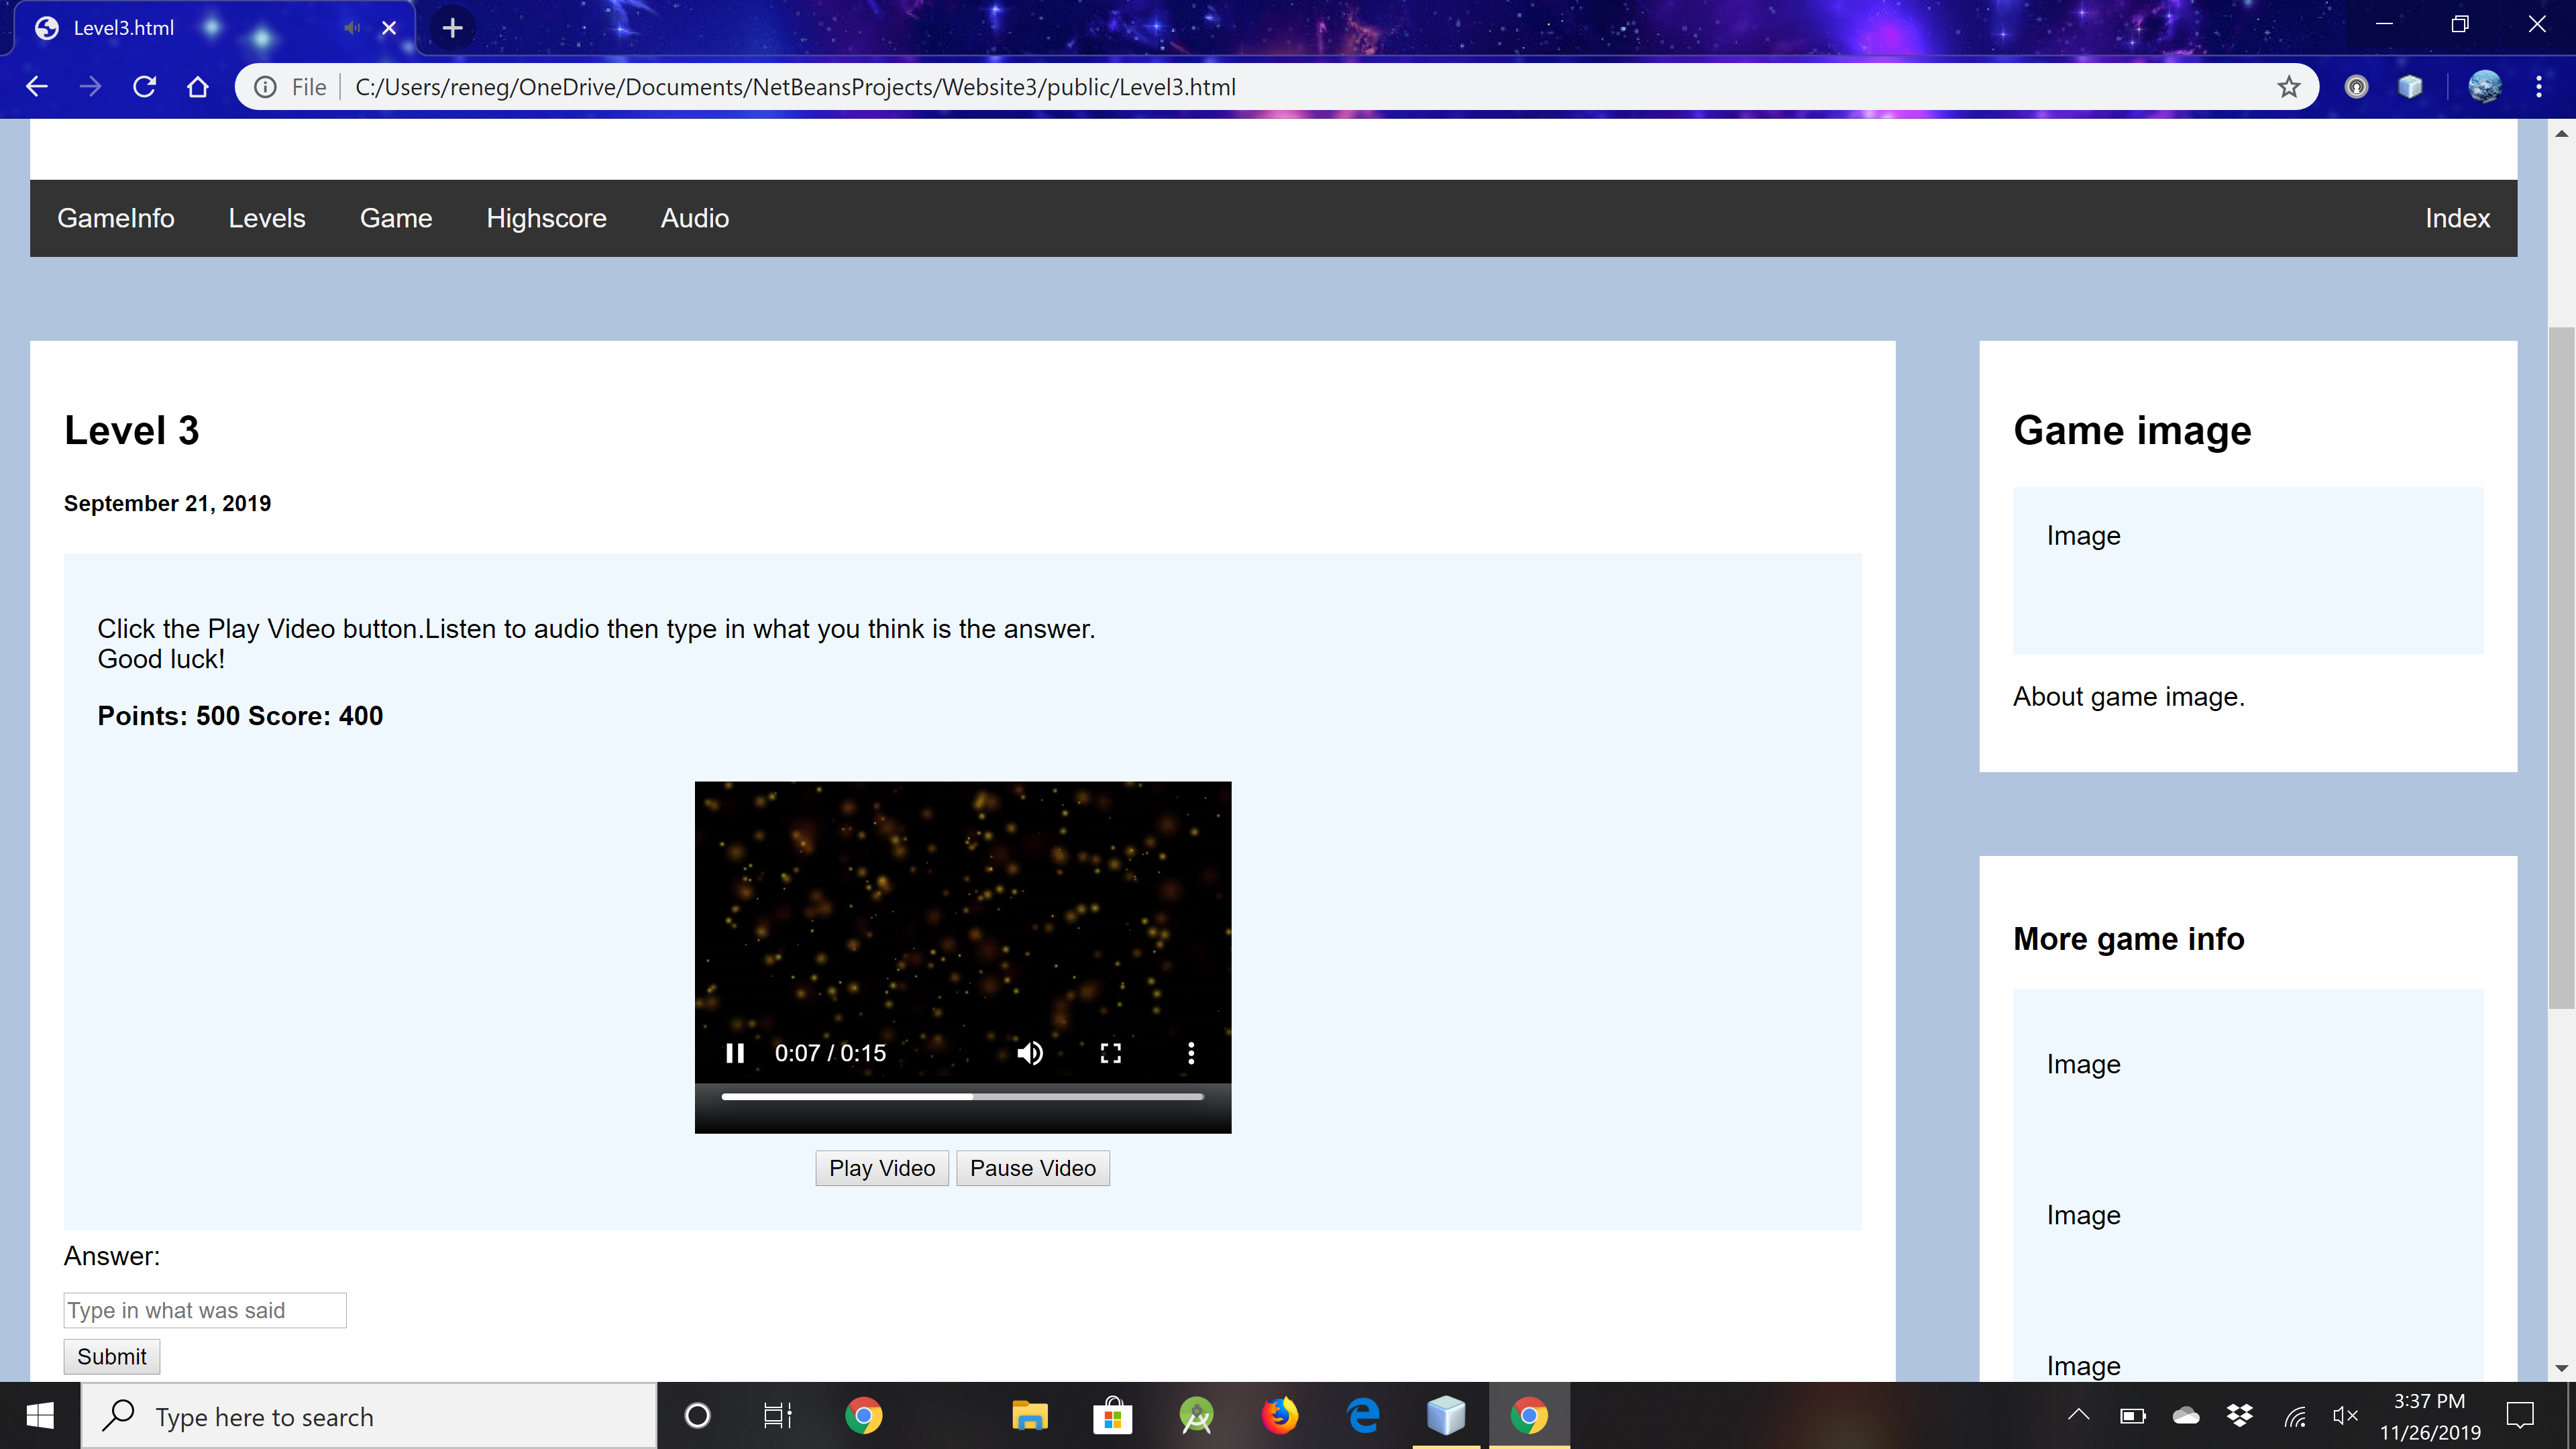 Level3.html
File C:/Users/reneg/OneDrive/Documents/NetBeansProjects/Website3/public/Level3.html
GameInfo Levels Game Highscore Audio Index
Level 3
September 21, 2019
Click the Play Video button.Listen to audio then type in what you think is the answer.
Good luck!
Points: 500 Score: 400
0:07 / 0:15
Play Video Pause Video
Answer:
Type in what was said
Submit
Game image
Image
About game image.
More game info
Image
Image
Image
Type here to search
3:37 PM
11/26/2019